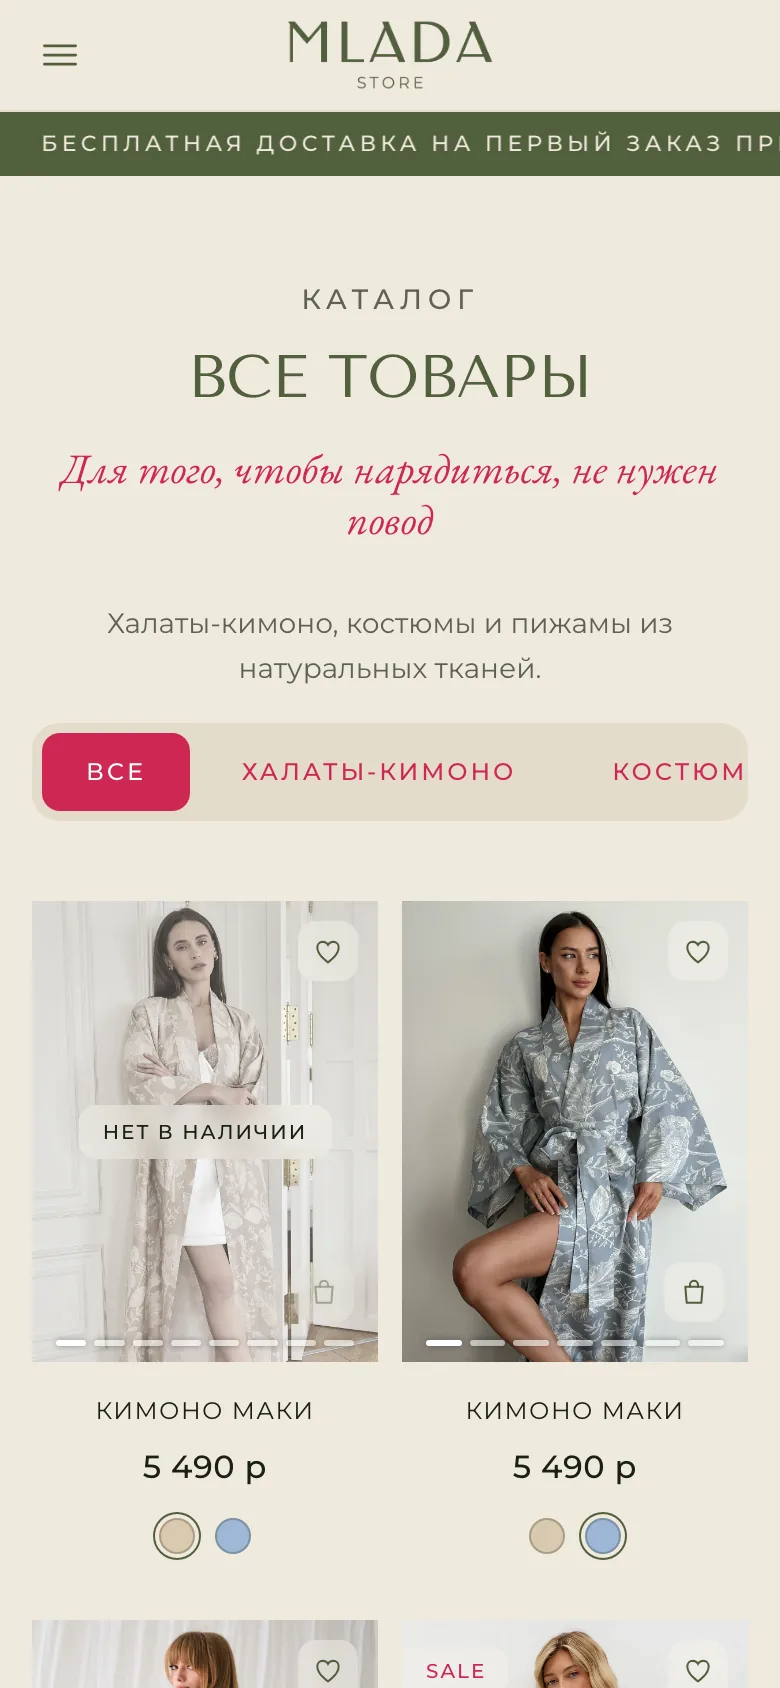 MLADA
STORE
БЕСПЛАТНАЯ ДОСТАВКА НА ПЕРВЫЙ ЗАКАЗ
КАТАЛОГ
ВСЕ ТОВАРЫ
Для того, чтобы нарядиться, не нужен
повод
Халаты-кимоно, костюмы и пижамы из
натуральных тканей.
ВСЕ ХАЛАТЫ-КИМОНО КОСТЮМ
НЕТ В НАЛИЧИИ
КИМОНО МАКИ КИМОНО МАКИ
5 490 р 5 490 р
SALE